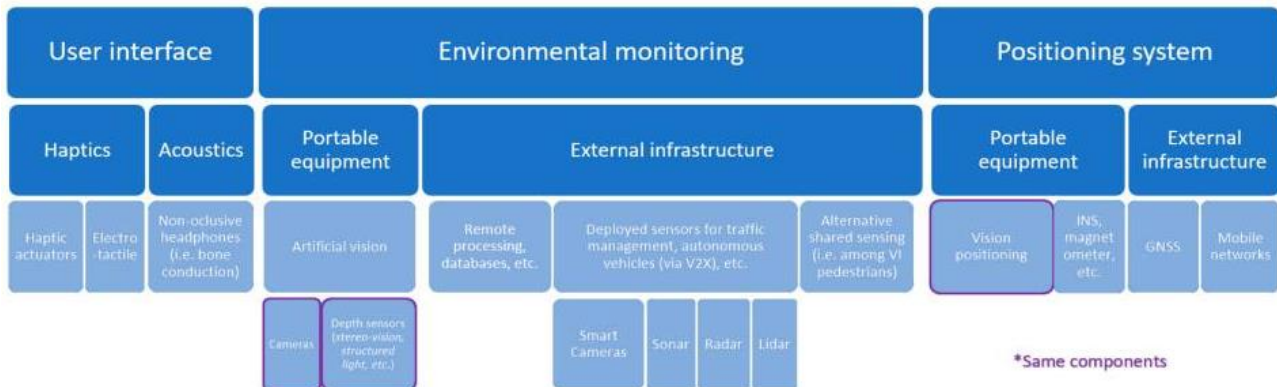 User interface
Environmental monitoring
Positioning system
Haptics
Acoustics
Portable
equipment
External infrastructure
Portable
equipment
External
infrastructure
Haptic
actuators
Electro
-tactile
Non-oclusive
headphones
(i.e. bone
conduction)
Artificial vision
Remote
processing,
databases, etc.
Deployed sensors for traffic
management, autonomous
vehicles (via V2X), etc.
Alternative
shared sensing
(i.e. among VI
pedestrians)
Vision
positioning
INS,
magnet
ometer,
etc.
GNSS
Mobile
networks
Cameras
Depth sensors
(stereo-vision,
structured
light, etc.)
Smart
Cameras
Sonar
Radar
Lidar
*Same components